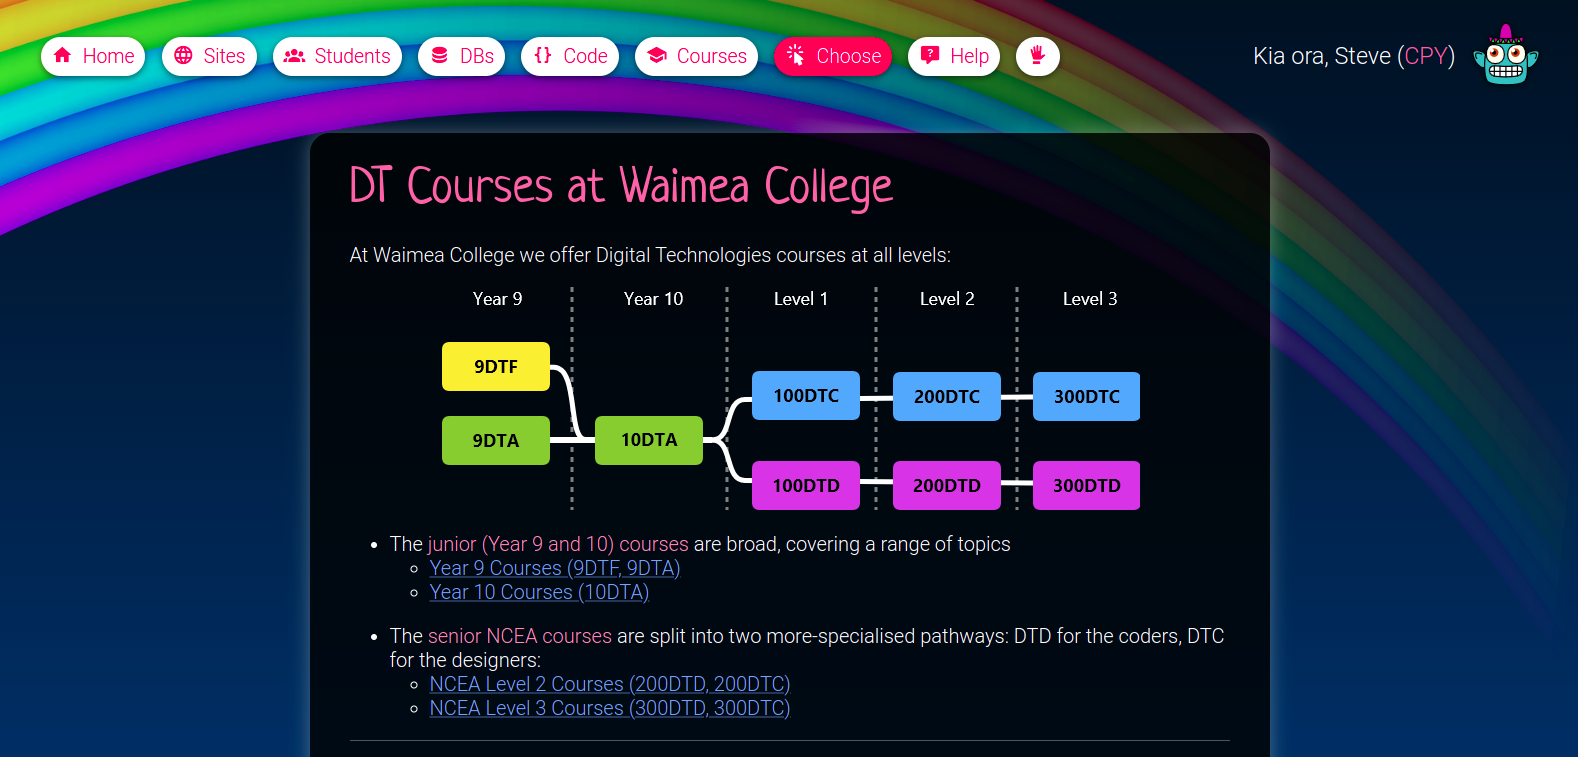 Home Sites Students DBs Code Courses Choose Help Kia ora, Steve (CPY)
DT Courses at Waimea College
At Waimea College we offer Digital Technologies courses at all levels:
Year 9 Year 10 Level 1 Level 2 Level 3
9DTF
100DTC 200DTC 300DTC
9DTA 10DTA
100DTD 200DTD 300DTD
• The junior (Year 9 and 10) courses are broad, covering a range of topics
◦ Year 9 Courses (9DTF, 9DTA)
◦ Year 10 Courses (10DTA)
• The senior NCEA courses are split into two more-specialised pathways: DTD for the coders, DTC
for the designers:
◦ NCEA Level 2 Courses (200DTD, 200DTC)
◦ NCEA Level 3 Courses (300DTD, 300DTC)